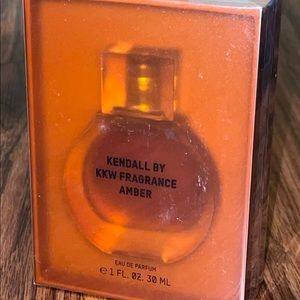 KENDALL BY
KKW FRAGRANCE
AMBER
EAU DE PARFUM
℮1 FL. OZ. 30 ML